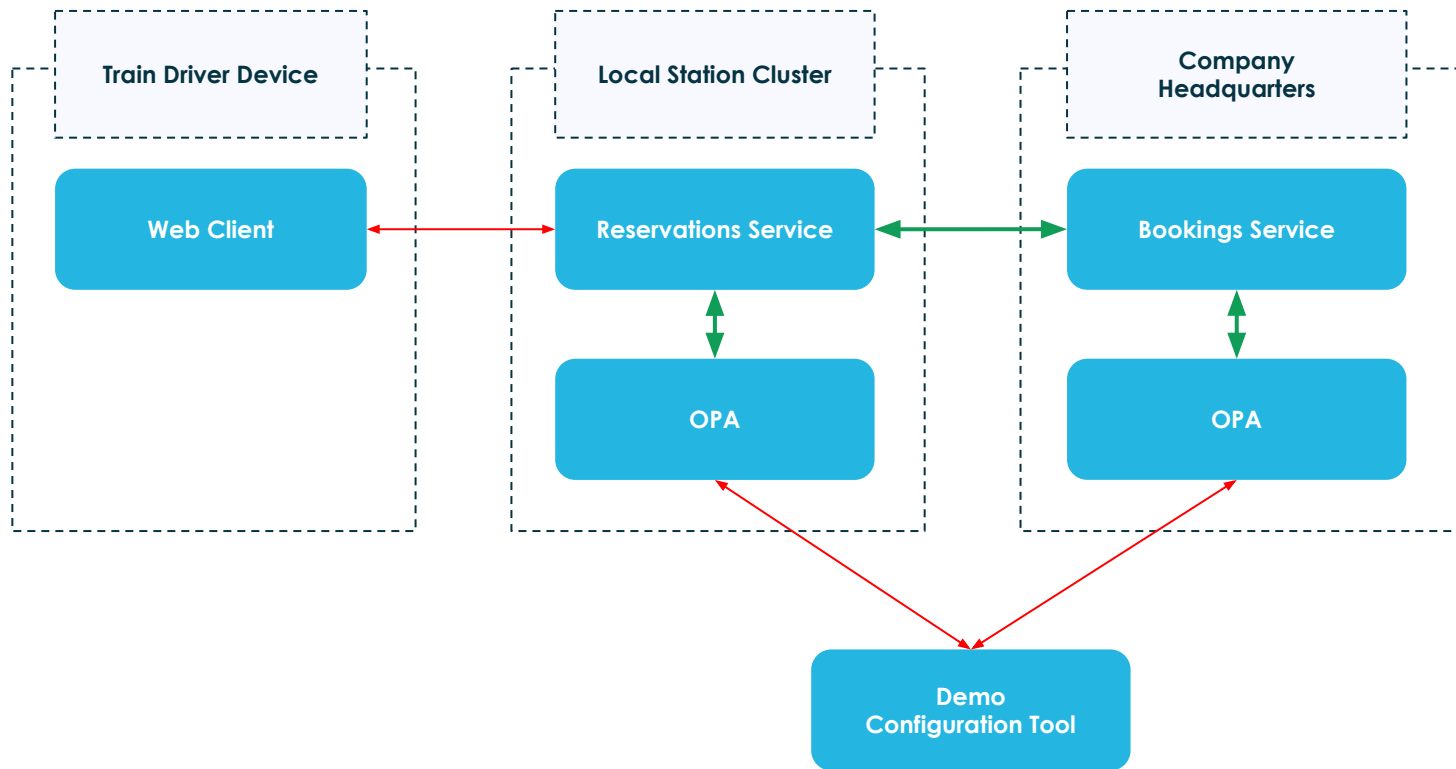 Train Driver Device
Local Station Cluster
Company
Headquarters
Web Client
Reservations Service
Bookings Service
OPA
OPA
Demo
Configuration Tool